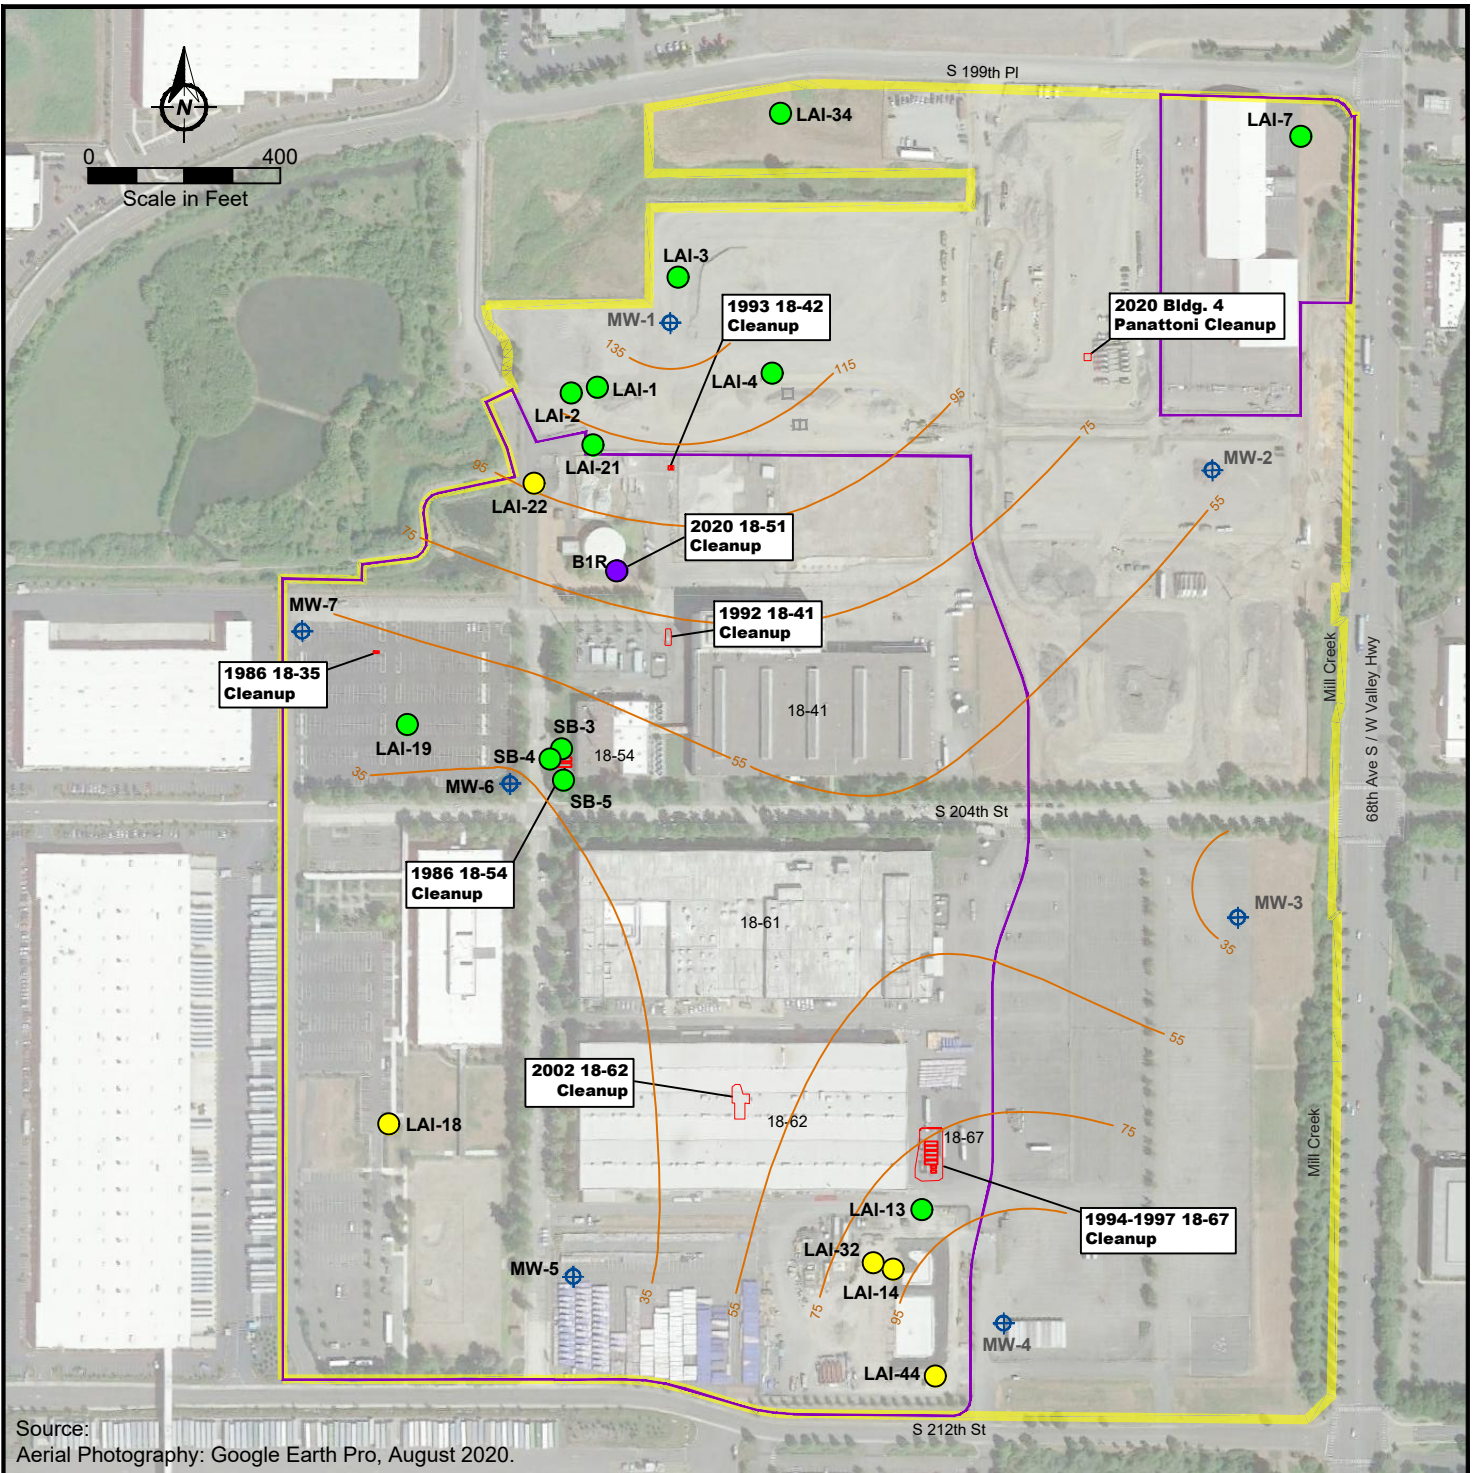 S 199th Pl
N
LAI-34
LAI-7
0 400
Scale in Feet
LAI-3
1993 18-42
Cleanup
2020 Bldg. 4
Panattoni Cleanup
MW-1
135
LAI-4
115
LAI-1
LAI-2
95
75
LAI-21
MW-2
95
LAI-22
55
2020 18-51
Cleanup
75
B1R
MW-7
1992 18-41
Cleanup
Mill Creek
68th Ave S / W Valley Hwy
1986 18-35
Cleanup
18-41
LAI-19
SB-3
SB-4
18-54
55
35
MW-6
SB-5
S 204th St
1986 18-54
Cleanup
MW-3
18-61
35
55
2002 18-62
Cleanup
18-62
LAI-18
75
18-67
Mill Creek
LAI-13
1994-1997 18-67
Cleanup
LAI-32
MW-5
LAI-14
35
55
75
95
MW-4
LAI-44
S 212th St
Source:
Aerial Photography: Google Earth Pro, August 2020.